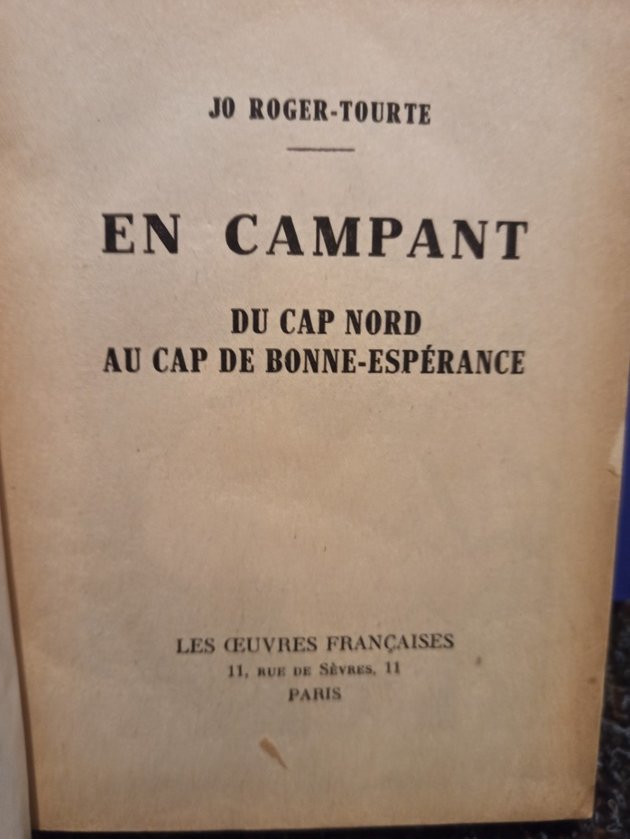 JO ROGER-TOURTE
EN CAMPANT
DU CAP NORD
AU CAP DE BONNE-ESPÉRANCE
LES ŒUVRES FRANÇAISES
11, RUE DE SÈVRES, 11
PARIS